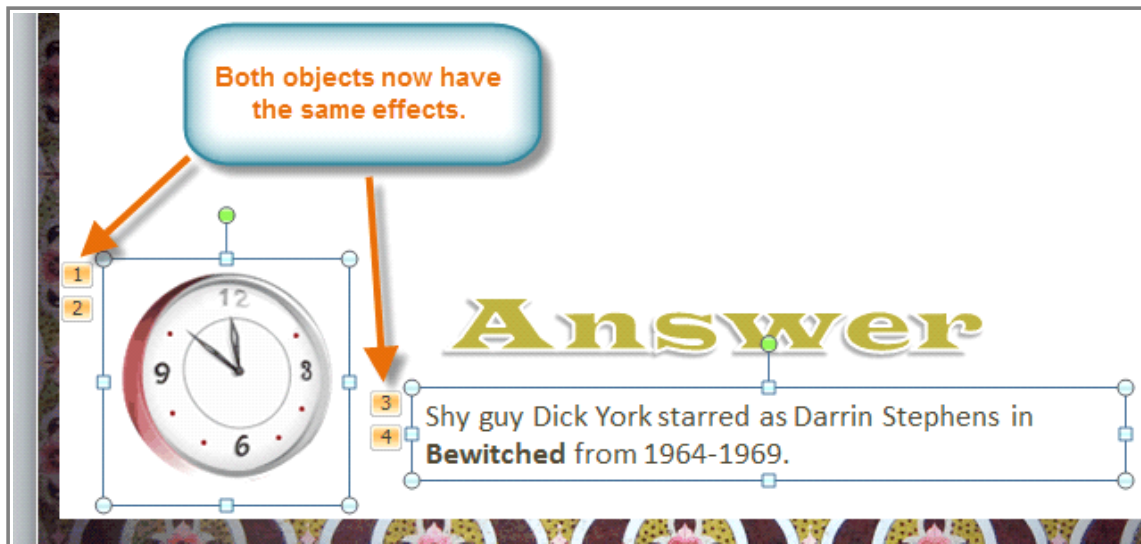 Both objects now have
the same effects.
1
2
12
9
3
6
Answer
3
4
Shy guy Dick York starred as Darrin Stephens in
Bewitched from 1964-1969.